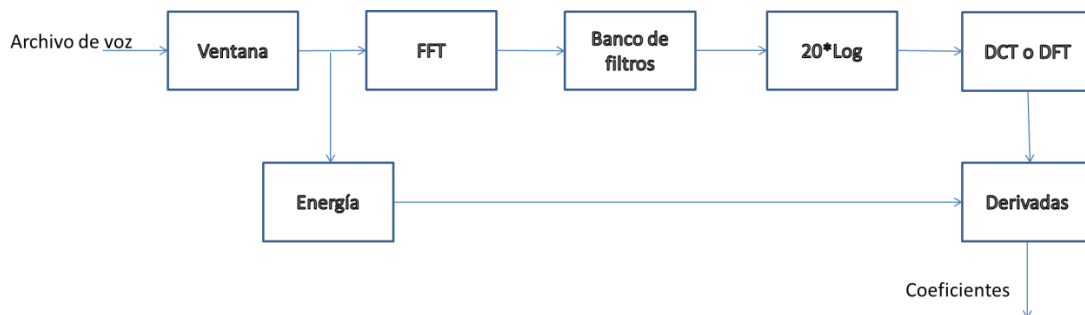 Archivo de voz
Ventana
FFT
Banco de
filtros
20*Log
DCT o DFT
Energía
Derivadas
Coeficientes